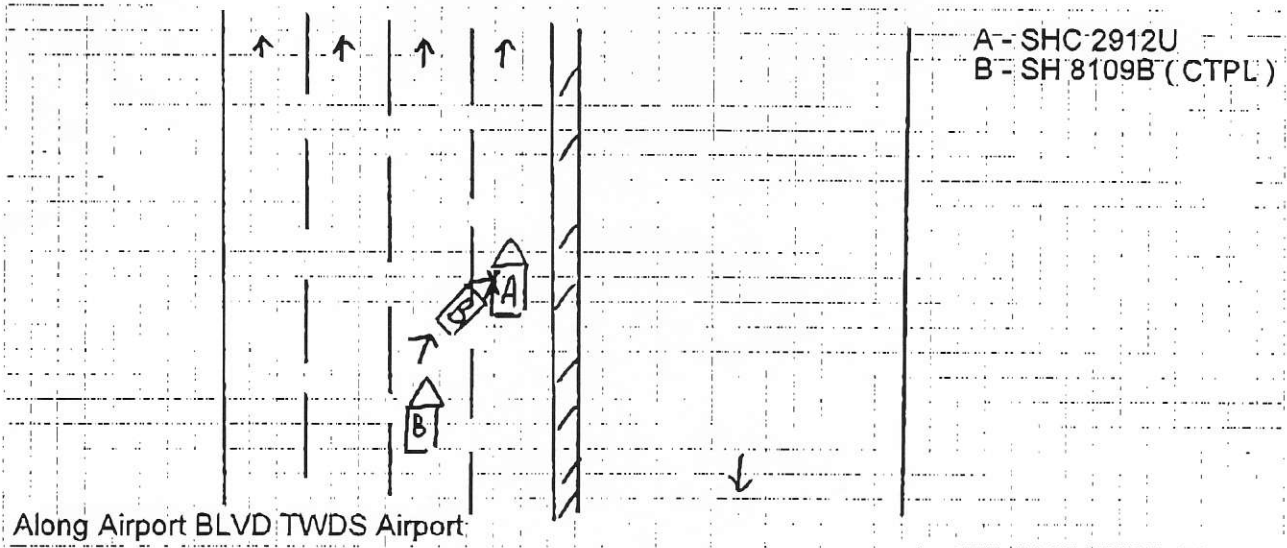 A - SHC 2912U
B - SH 8109B ( CTPL )
A
B
B
Along Airport BLVD TWDS Airport